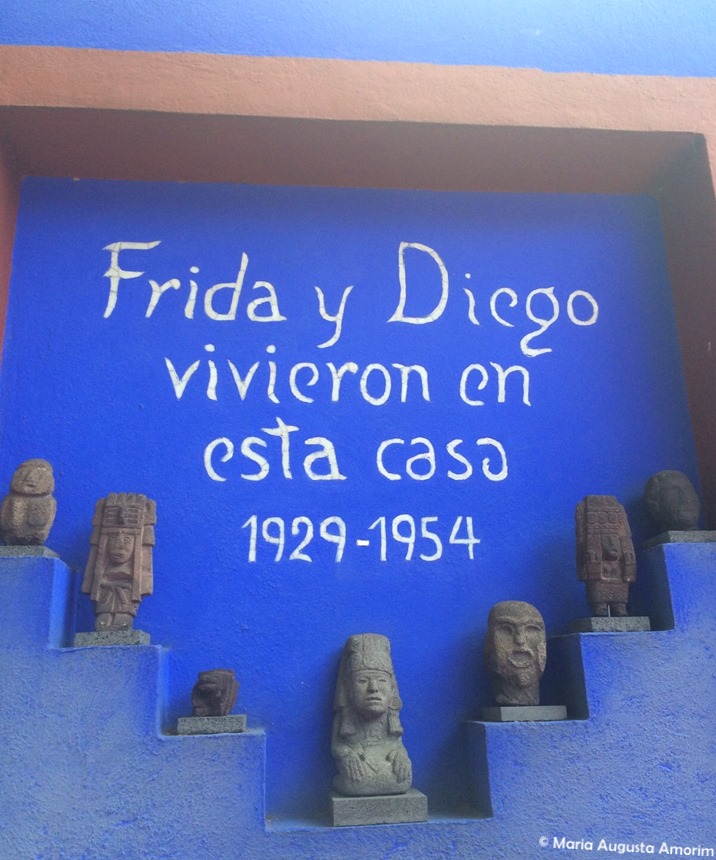 Frida y Diego
vivieron en
esta casa
1929-1954
© Maria Augusta Amorim